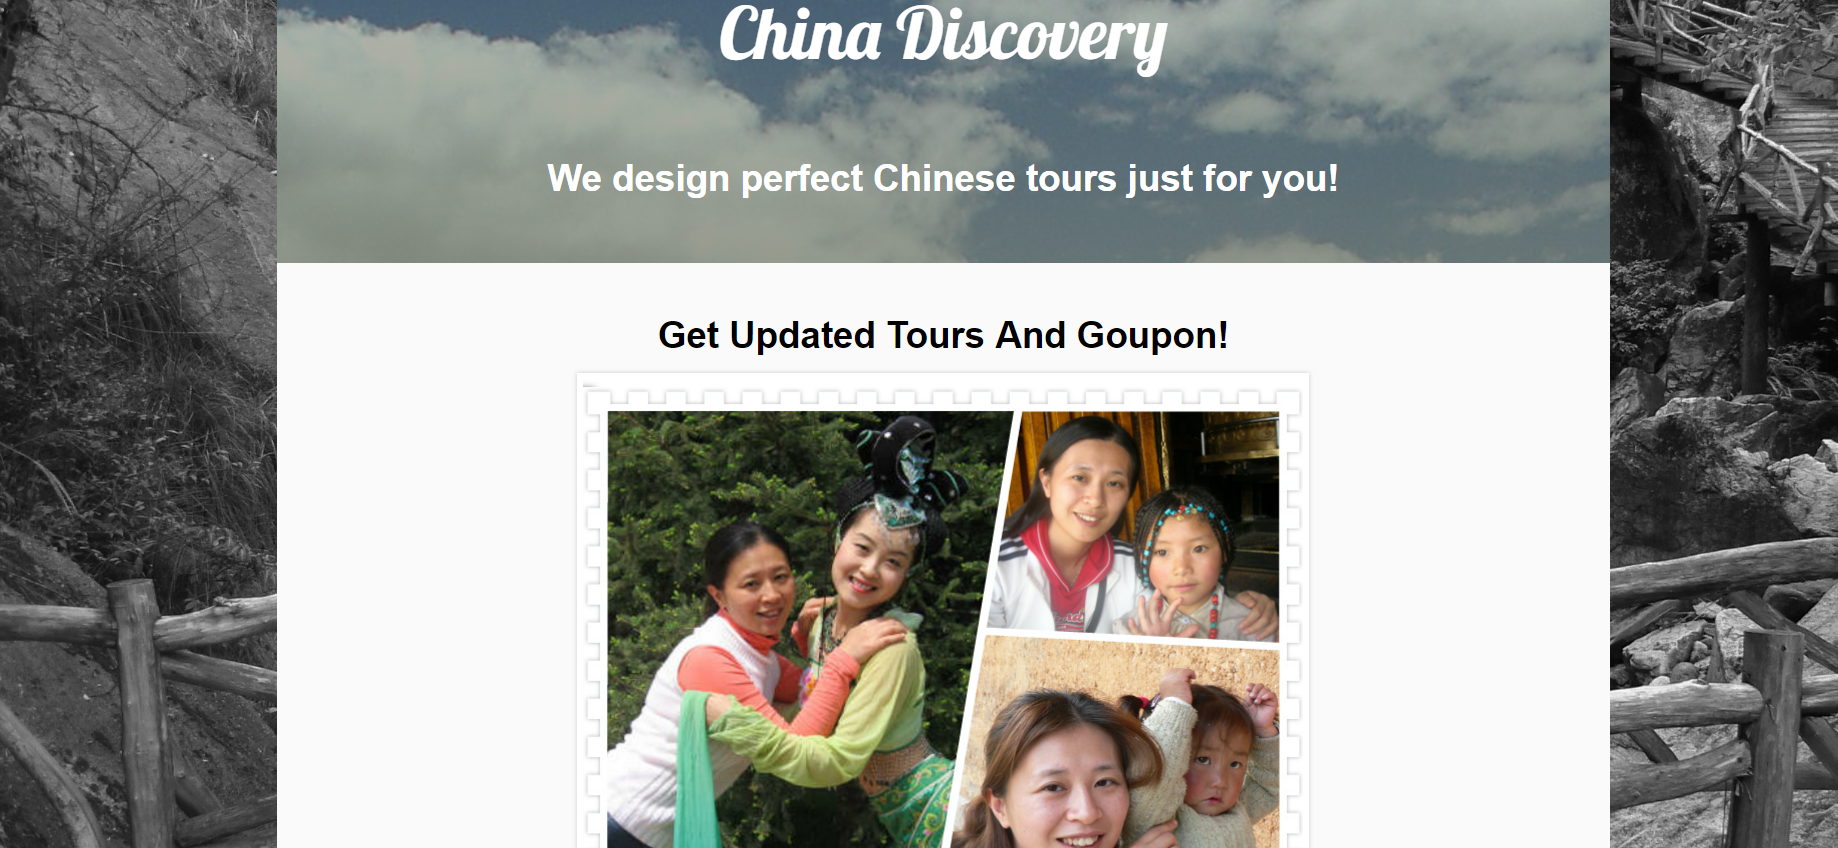 China Discovery
We design perfect Chinese tours just for you!
Get Updated Tours And Goupon!